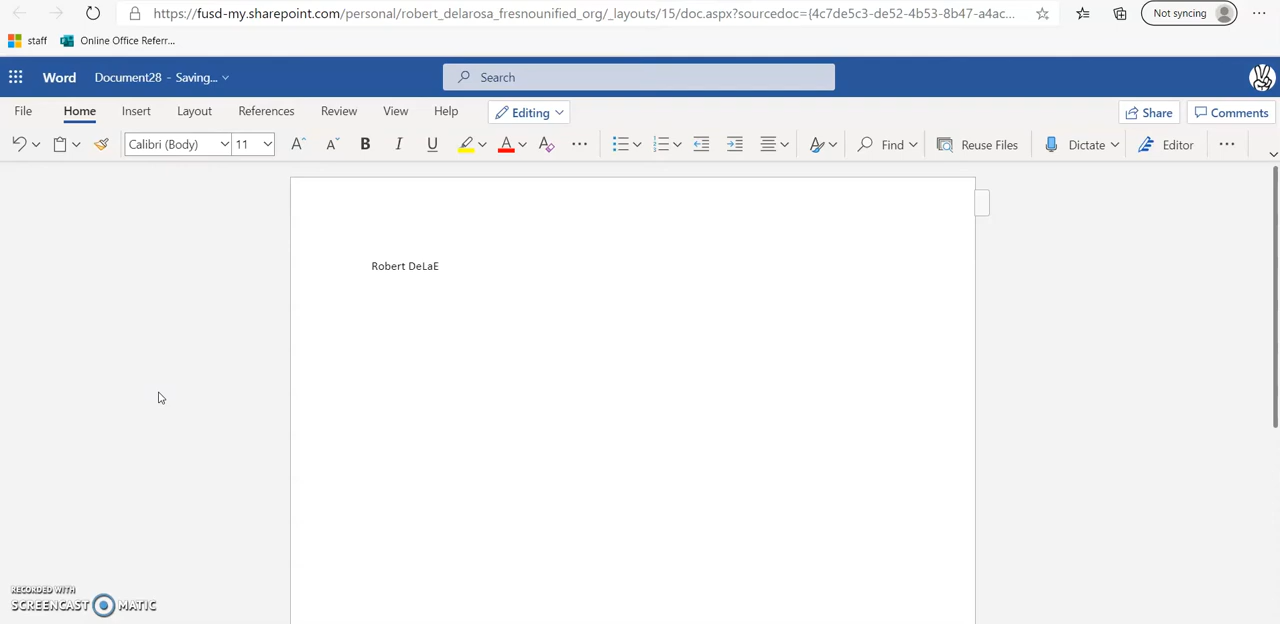 https://fusd-my.sharepoint.com/personal/robert_delarosa_fresnounified_org/_layouts/15/doc.aspx?sourcedoc={4c7de5c3-de52-4b53-8b47-a4ac... Not syncing
staff Online Office Referr...
Word Document28 - Saving... Search
File Home Insert Layout References Review View Help Editing Share Comments
Calibri (Body) 11 A A B I U A A Find Reuse Files Dictate Editor
Robert DeLaE
RECORDED WITH
SCREENCAST MATIC